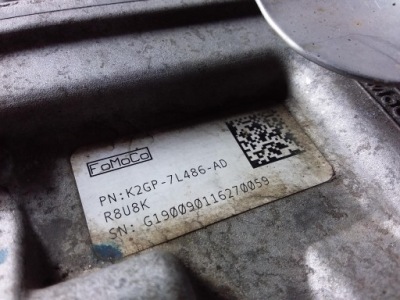 FoMoCo
PN:K2GP-7L486-AD
R8U8K
SN: G190090116270059